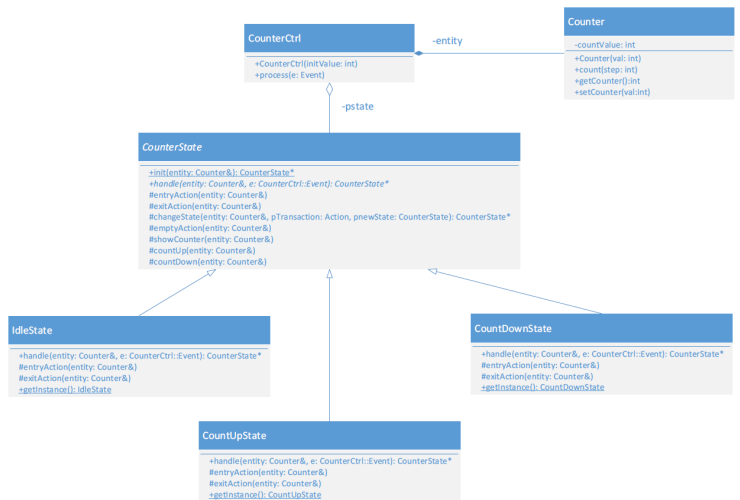 CounterCtrl
+CounterCtrl(initValue: int)
+process(e: Event)
-entity
Counter
-countValue: int
+Counter(val: int)
+count(step: int)
+getCounter():int
+setCounter(val:int)
-pstate
CounterState
+init(entity: Counter&): CounterState*
+handle(entity: Counter&, e: CounterCtrl::Event): CounterState*
#entryAction(entity: Counter&)
#exitAction(entity: Counter&)
#changeState(entity: Counter&, pTransaction: Action, pnewState: CounterState): CounterState*
#emptyAction(entity: Counter&)
#showCounter(entity: Counter&)
#countUp(entity: Counter&)
#countDown(entity: Counter&)
IdleState
+handle(entity: Counter&, e: CounterCtrl::Event): CounterState*
#entryAction(entity: Counter&)
#exitAction(entity: Counter&)
+getInstance(): IdleState
CountDownState
+handle(entity: Counter&, e: CounterCtrl::Event): CounterState*
#entryAction(entity: Counter&)
#exitAction(entity: Counter&)
+getInstance(): CountDownState
CountUpState
+handle(entity: Counter&, e: CounterCtrl::Event): CounterState*
#entryAction(entity: Counter&)
#exitAction(entity: Counter&)
+getInstance(): CountUpState